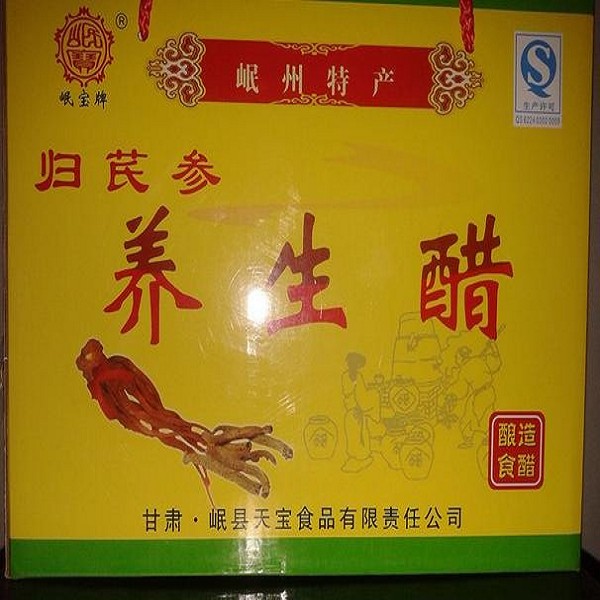 ®
岷宝牌
岷州特产
生产许可
归芪参
养生醋
酿造
食醋
甘肃·岷县天宝食品有限责任公司